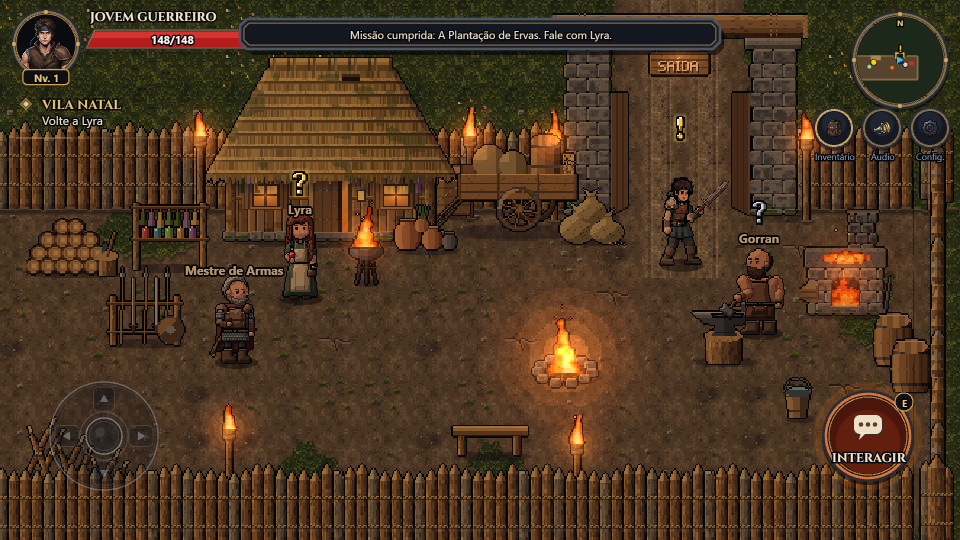 JOVEM GUERREIRO
148/148
Nv. 1
Missão cumprida: A Plantação de Ervas. Fale com Lyra.
N
SAIDA
VILA NATAL
Volte a Lyra
!
Inventário
Áudio
Config.
?
Lyra
?
Gorran
Mestre de Armas
E
INTERAGIR